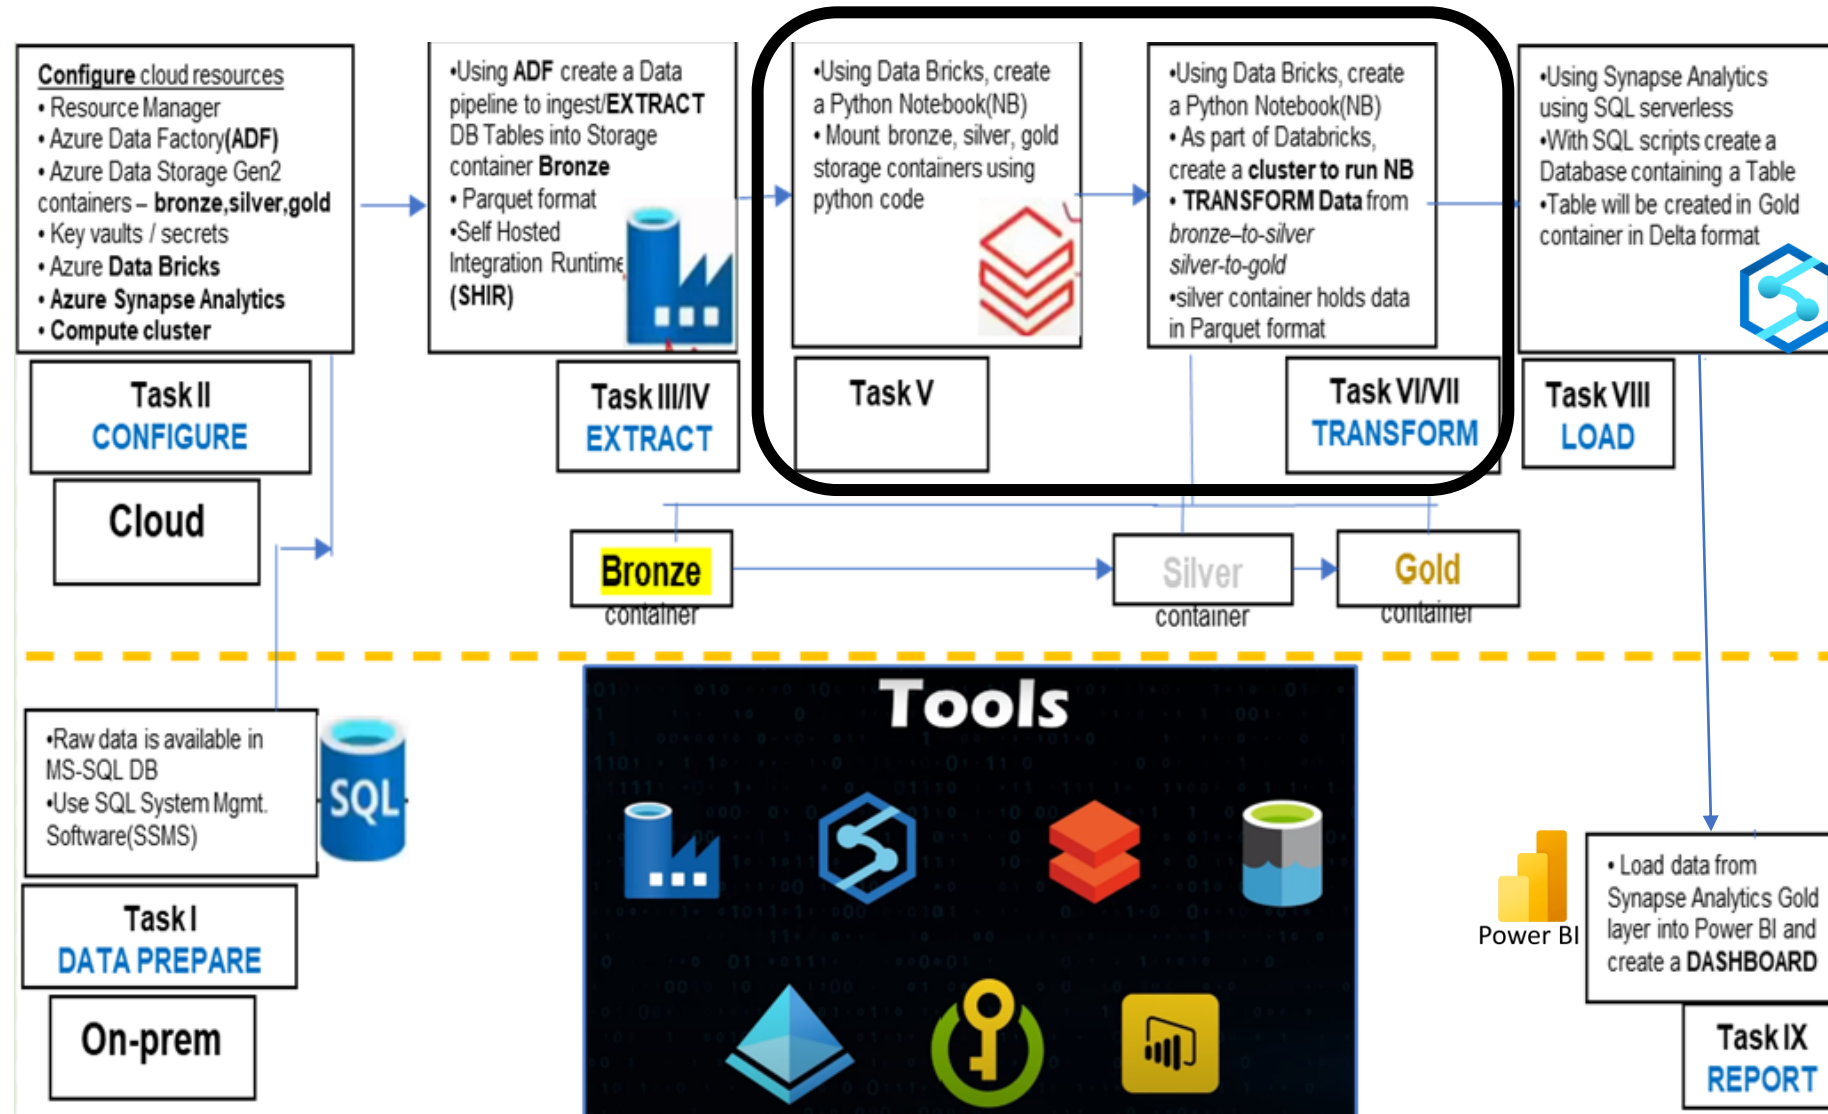 Configure cloud resources
• Resource Manager
• Azure Data Factory(ADF)
• Azure Data Storage Gen2
containers – bronze,silver,gold
• Key vaults / secrets
• Azure Data Bricks
• Azure Synapse Analytics
• Compute cluster
Task II
CONFIGURE
Cloud
•Using ADF create a Data
pipeline to ingest/EXTRACT
DB Tables into Storage
container Bronze
• Parquet format
•Self Hosted
Integration Runtime
(SHIR)
Task III/IV
EXTRACT
•Using Data Bricks, create
a Python Notebook(NB)
• Mount bronze, silver, gold
storage containers using
python code
Task V
•Using Data Bricks, create
a Python Notebook(NB)
• As part of Databricks,
create a cluster to run NB
• TRANSFORM Data from
bronze–to-silver
silver-to-gold
•silver container holds data
in Parquet format
Task VI/VII
TRANSFORM
•Using Synapse Analytics
using SQL serverless
•With SQL scripts create a
Database containing a Table
•Table will be created in Gold
container in Delta format
Task VIII
LOAD
Bronze
container
Silver
container
Gold
container
•Raw data is available in
MS-SQL DB
•Use SQL System Mgmt.
Software(SSMS)
SQL
Task I
DATA PREPARE
On-prem
Tools
Power BI
• Load data from
Synapse Analytics Gold
layer into Power BI and
create a DASHBOARD
Task IX
REPORT